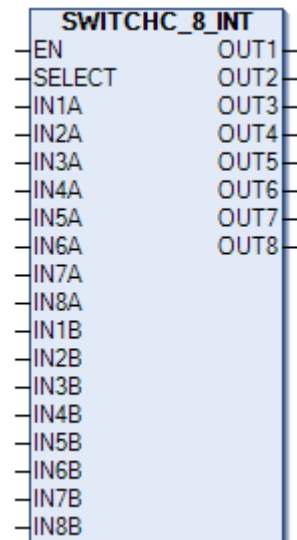 SWITCHC_8_INT
EN OUT1
SELECT OUT2
IN1A OUT3
IN2A OUT4
IN3A OUT5
IN4A OUT6
IN5A OUT7
IN6A OUT8
IN7A
IN8A
IN1B
IN2B
IN3B
IN4B
IN5B
IN6B
IN7B
IN8B